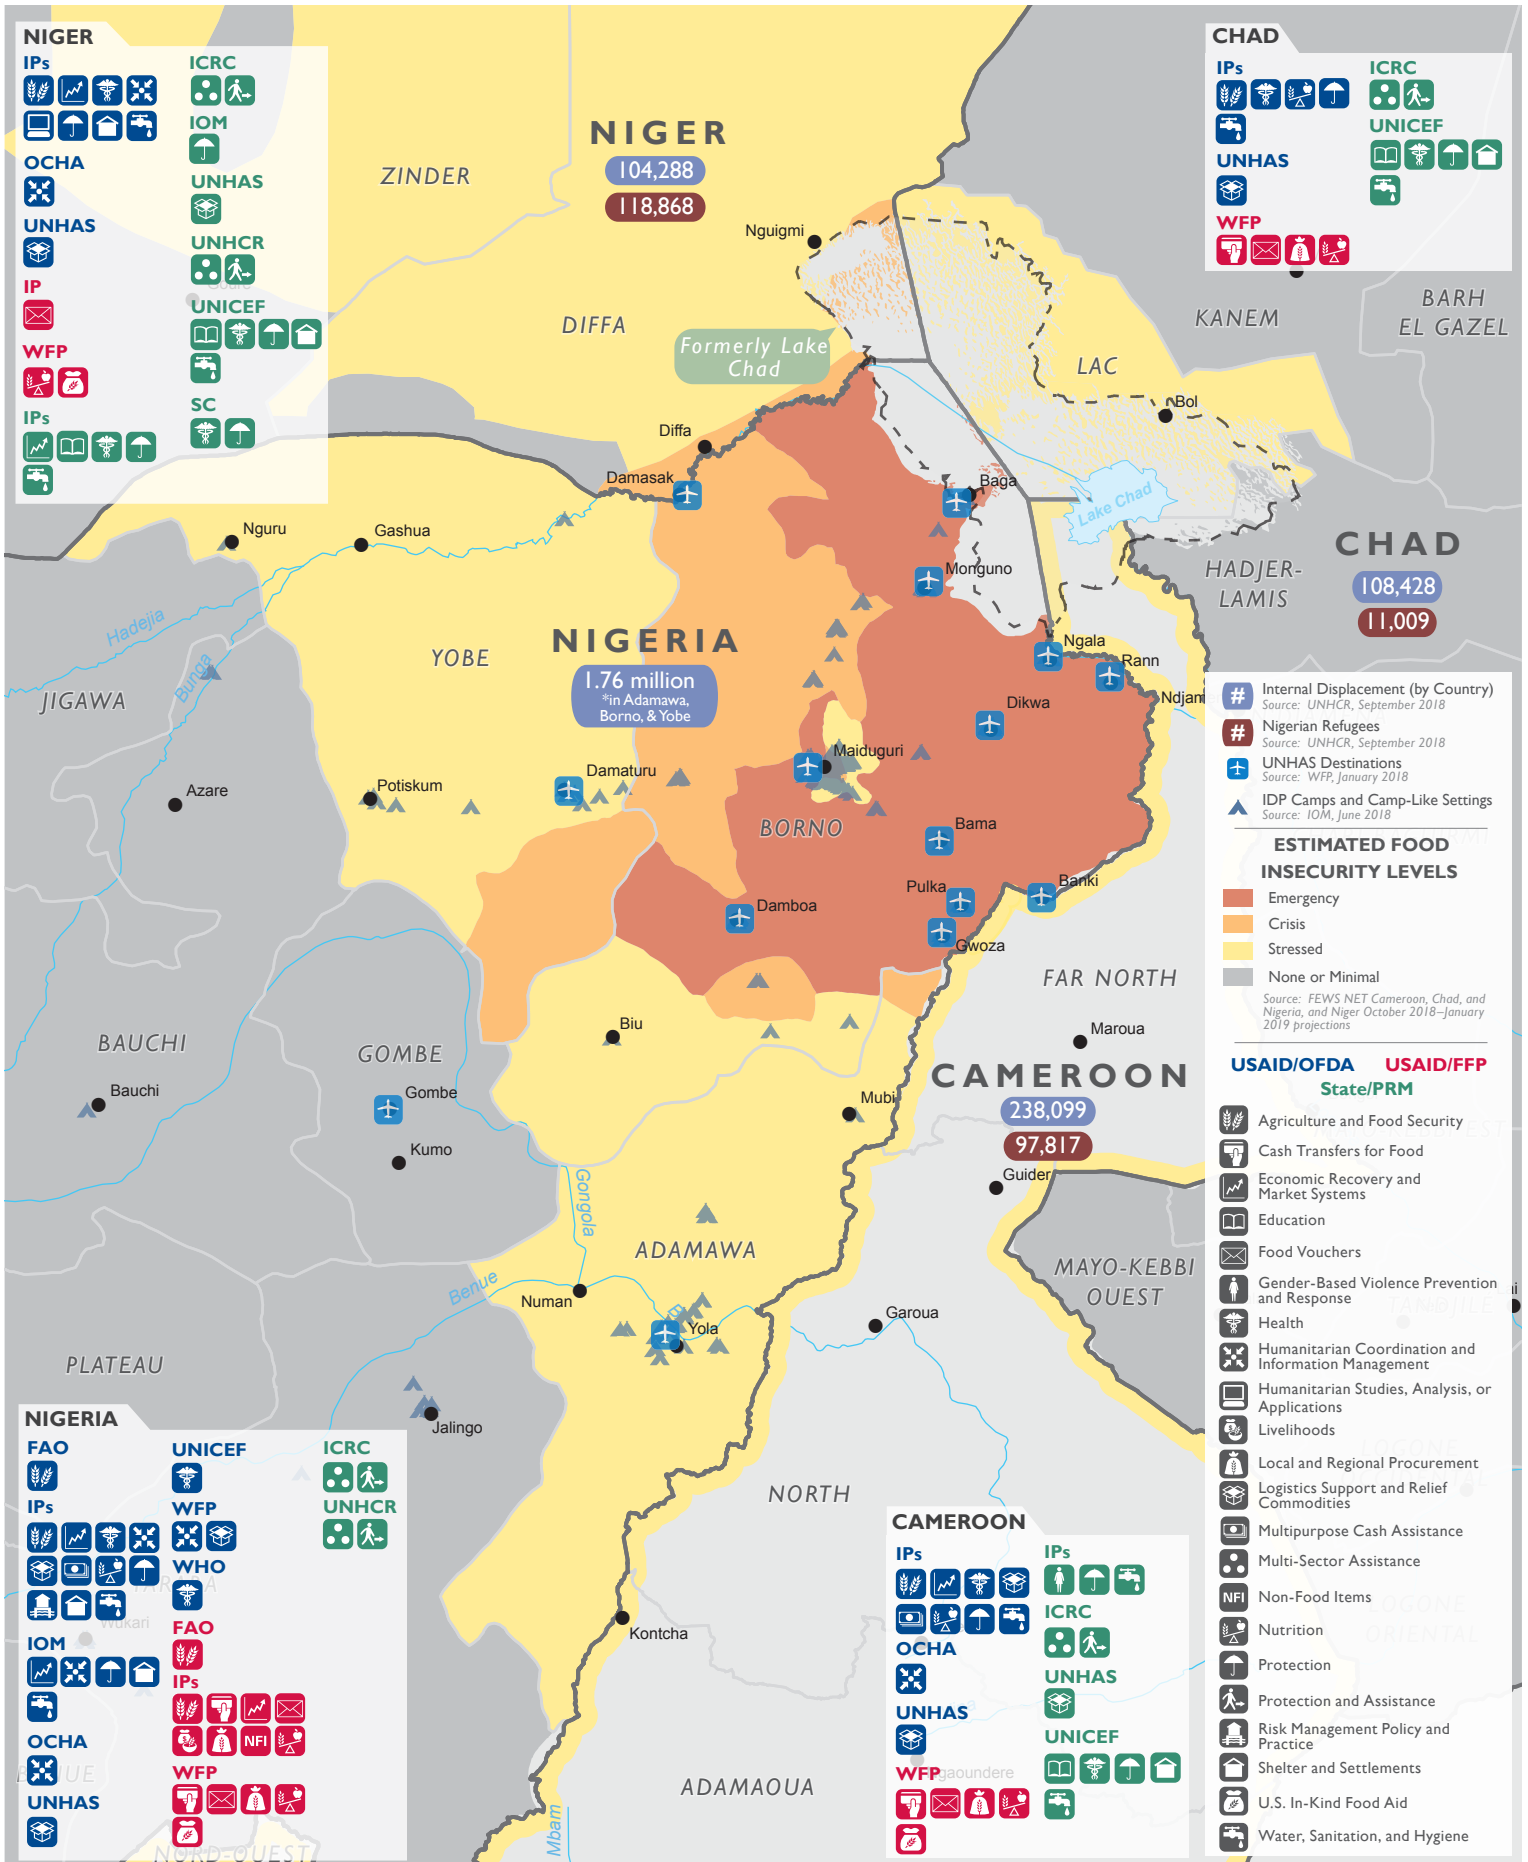 NIGER
IPs
OCHA
UNHAS
IP
WFP
IPs
ICRC
IOM
UNHAS
UNHCR
UNICEF
SC
CHAD
IPs
UNHAS
WFP
ICRC
UNICEF
NIGER
104,288
118,868
ZINDER
Nguigmi
DIFFA
Formerly Lake
Chad
KANEM
BARH
EL GAZEL
LAC
Bol
Diffa
Damasak
Baga
Lake Chad
Nguru
Gashua
CHAD
108,428
11,009
HADJER-
LAMIS
Monguno
Hadejia
Bunga
JIGAWA
YOBE
NIGERIA
1.76 million
*in Adamawa,
Borno, & Yobe
Ngala
Rann
Ndjam
Dikwa
Maiduguri
Azare
Potiskum
Damaturu
BORNO
Bama
Pulka
Banki
Damboa
Gwoza
FAR NORTH
Biu
Maroua
BAUCHI
GOMBE
Bauchi
Gombe
Mubi
CAMEROON
238,099
97,817
Kumo
Guider
Gongola
ADAMAWA
MAYO-KEBBI
OUEST
Benue
Numan
Yola
Garoua
PLATEAU
Jalingo
NORTH
Kontcha
ADAMAOUA
Mbam
# Internal Displacement (by Country)
Source: UNHCR, September 2018
# Nigerian Refugees
Source: UNHCR, September 2018
UNHAS Destinations
Source: WFP, January 2018
IDP Camps and Camp-Like Settings
Source: IOM, June 2018
ESTIMATED FOOD
INSECURITY LEVELS
Emergency
Crisis
Stressed
None or Minimal
Source: FEWS NET Cameroon, Chad, and
Nigeria, and Niger October 2018–January
2019 projections
USAID/OFDA USAID/FFP
State/PRM
Agriculture and Food Security
Cash Transfers for Food
Economic Recovery and
Market Systems
Education
Food Vouchers
Gender-Based Violence Prevention
and Response
TANDJILE
Health
Humanitarian Coordination and
Information Management
Humanitarian Studies, Analysis, or
Applications
Livelihoods
LOGONE
Local and Regional Procurement
Logistics Support and Relief
Commodities
Multipurpose Cash Assistance
Multi-Sector Assistance
NFI Non-Food Items
LOGONE
ORIENTAL
Nutrition
Protection
Protection and Assistance
Risk Management Policy and
Practice
Shelter and Settlements
U.S. In-Kind Food Aid
Water, Sanitation, and Hygiene
NIGERIA
FAO
IPs
IOM
OCHA
UNHAS
UNICEF
WFP
WHO
FAO
IPs
NFI
WFP
ICRC
UNHCR
TARABA
Wukari
BENUE
NORD-OUEST
CAMEROON
IPs
OCHA
UNHAS
WFP
IPs
ICRC
UNHAS
UNICEF
gaoundere